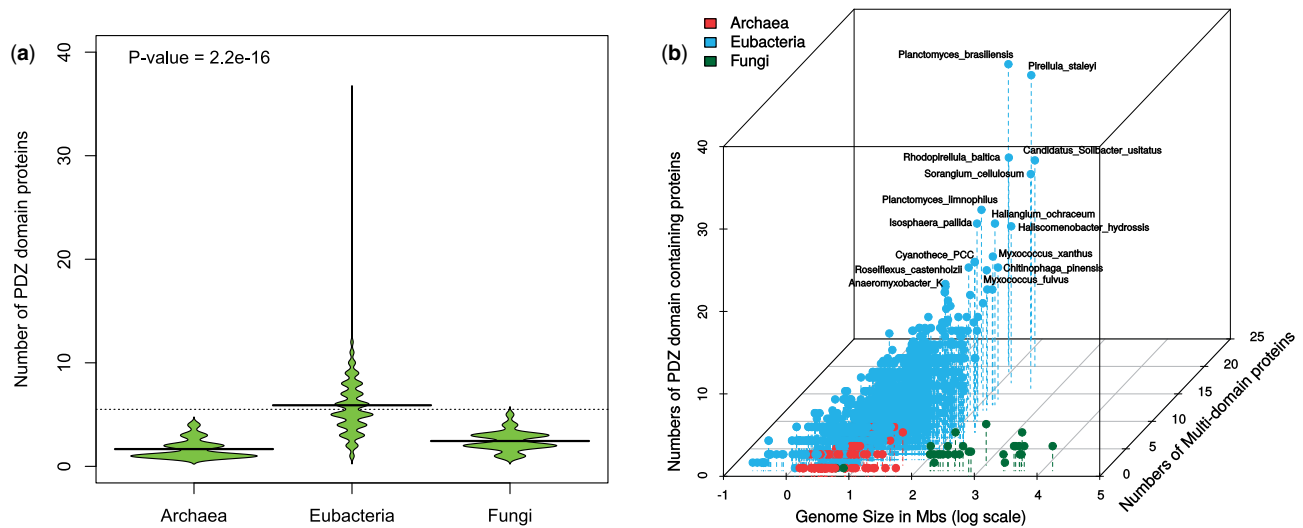 (a)
P-value = 2.2e-16
Number of PDZ domain proteins
40
30
20
10
0
Archaea
Eubacteria
Fungi
(b)
Archaea
Eubacteria
Fungi
Planctomyces_brasiliensis
Pirellula_staleyi
Rhodopirellula_baltica
Candidatus_Solibacter_usitatus
Sorangium_cellulosum
Planctomyces_limnophilus
Haliangium_ochraceum
Isosphaera_pallida
Haliscomenobacter_hydrossis
Cyanothece_PCC
Myxococcus_xanthus
Roseiflexus_castenholzii
Chitinophaga_pinensis
Anaeromyxobacter_K
Myxococcus_fulvus
Numbers of PDZ domain containing proteins
40
30
20
10
0
-1
0
1
2
3
4
5
Genome Size in Mbs (log scale)
0
5
10
15
20
25
Numbers of Multi-domain proteins